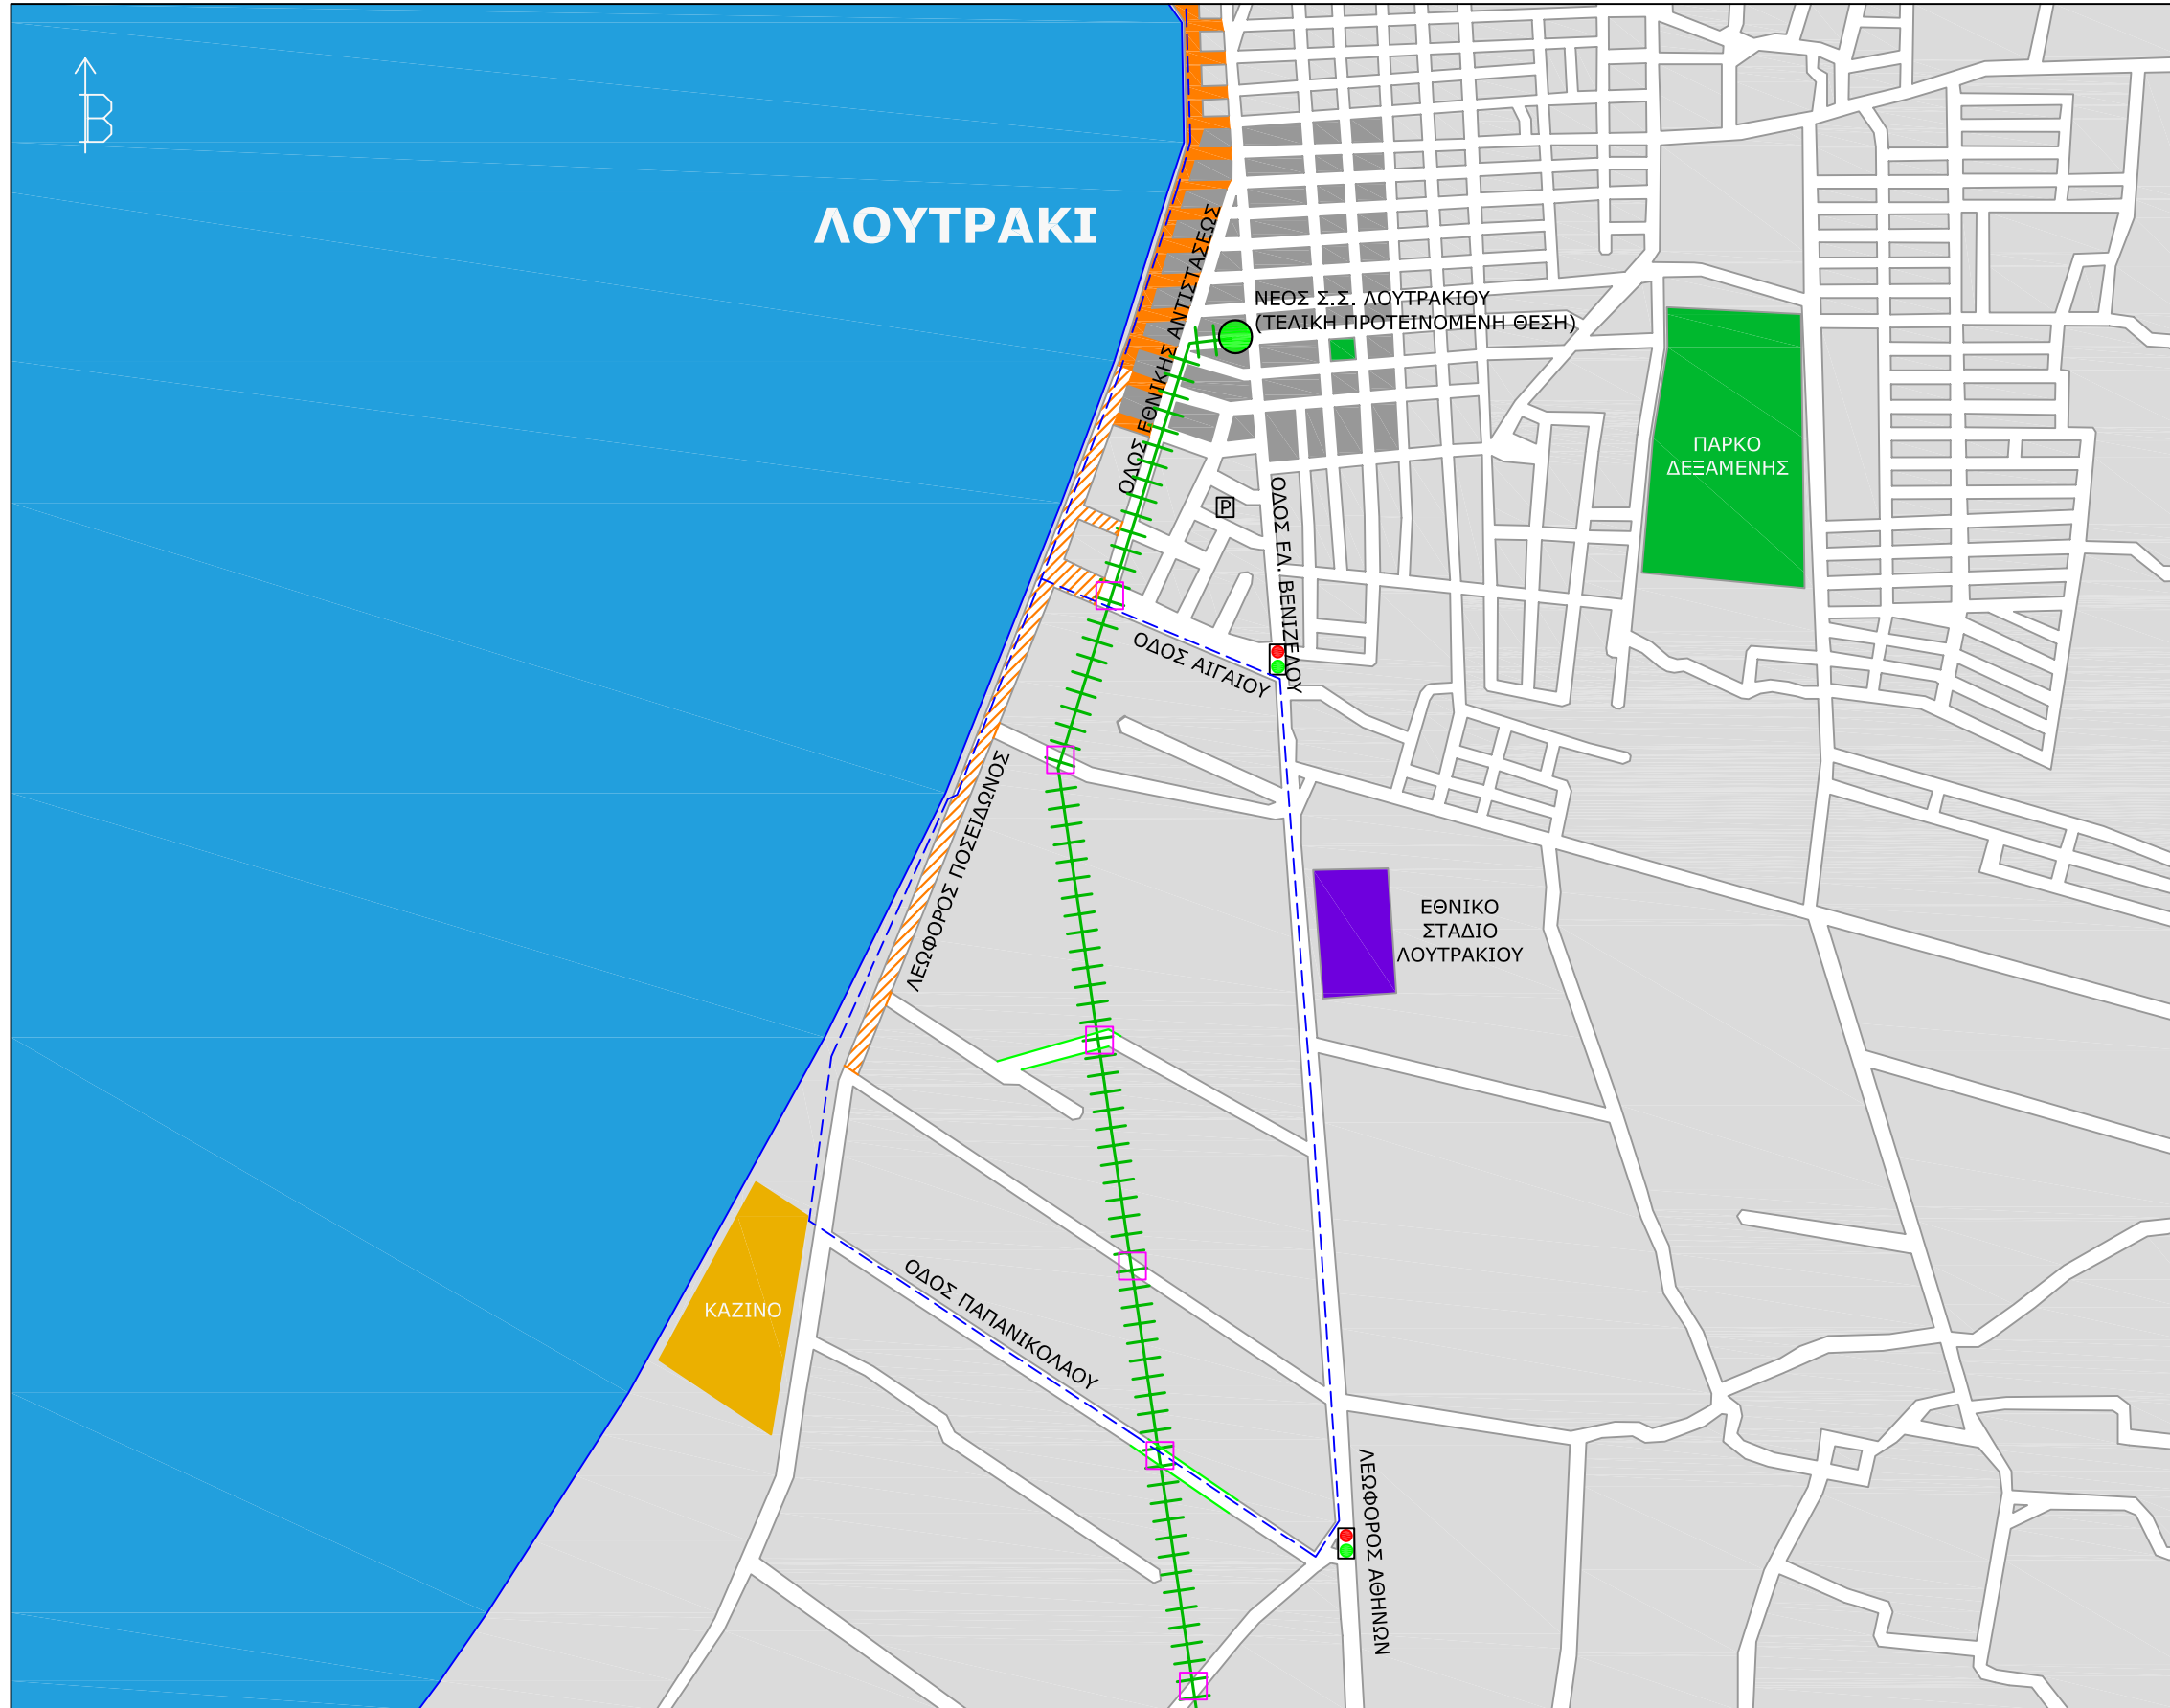 Β
ΛΟΥΤΡΑΚΙ
ΟΔΟΣ ΕΘΝΙΚΗΣ ΑΝΤΙΣΤΑΣΕΩΣ
ΝΕΟΣ Σ.Σ. ΛΟΥΤΡΑΚΙΟΥ
(ΤΕΛΙΚΗ ΠΡΟΤΕΙΝΟΜΕΝΗ ΘΕΣΗ)
ΠΑΡΚΟ
ΔΕΞΑΜΕΝΗΣ
P
ΟΔΟΣ ΕΛ. ΒΕΝΙΖΕΛΟΥ
ΟΔΟΣ ΑΙΓΑΙΟΥ
ΛΕΩΦΟΡΟΣ ΠΟΣΕΙΔΩΝΟΣ
ΕΘΝΙΚΟ
ΣΤΑΔΙΟ
ΛΟΥΤΡΑΚΙΟΥ
ΚΑΖΙΝΟ
ΟΔΟΣ ΠΑΠΑΝΙΚΟΛΑΟΥ
ΛΕΩΦΟΡΟΣ ΑΘΗΝΩΝ